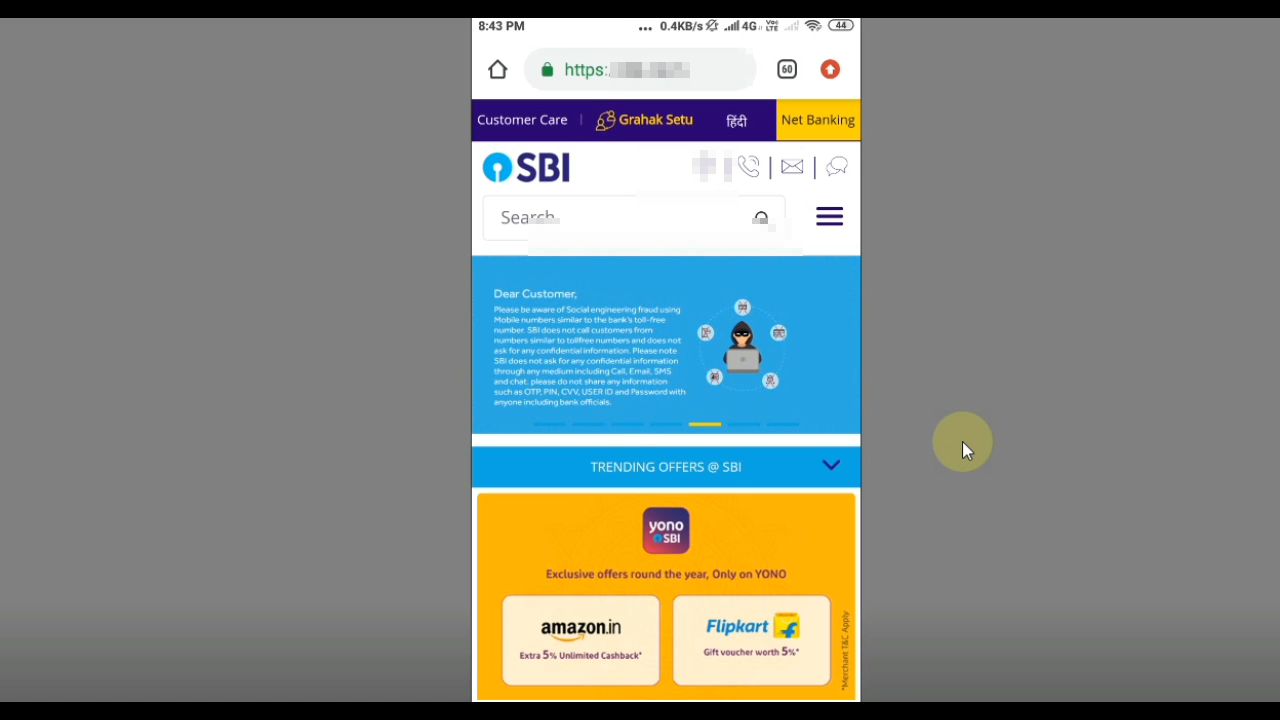 8:43 PM
... 0.4KB/s 4G Vo) LTE 44
https:
60
Customer Care | Grahak Setu हिंदी Net Banking
SBI
Search
Dear Customer,
Please be aware of Social engineering fraud using
Mobile numbers similar to the bank's toll-free
number. SBI does not call customers from
numbers similar to tollfree numbers and does not
ask for any confidential information. Please note
SBI does not ask for any confidential information
through any medium including Call, Email, SMS
and chat. please do not share any information
such as OTP, PIN, CVV, USER ID and Password with
anyone including bank officials.
TRENDING OFFERS @ SBI
yono
SBI
Exclusive offers round the year, Only on YONO
amazon.in
Extra 5% Unlimited Cashback*
Flipkart
Gift voucher worth 5%*
*Merchant T&C Apply